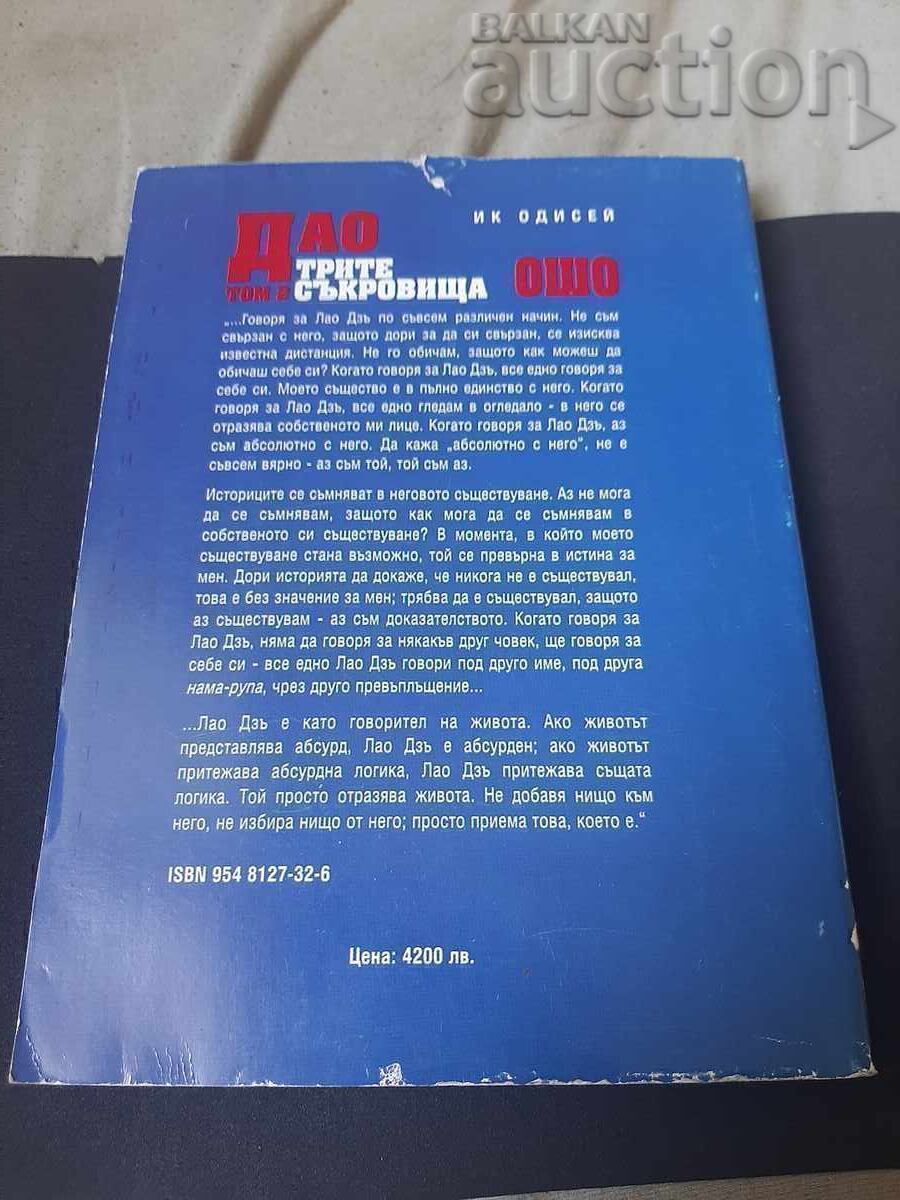 BALKAN
auction
ИК ОДИСЕЙ
ДАО
ТРИТЕ
ТОМ 2 СЪКРОВИЩА
ОШО
„...Говоря за Лао Дзъ по съвсем различен начин. Не съм
свързан с него, защото дори за да си свързан, се изисква
известна дистанция. Не го обичам, защото как можеш да
обичаш себе си? Когато говоря за Лао Дзъ, все едно говоря за
себе си. Моето същество е в пълно единство с него. Когато
говоря за Лао Дзъ, все едно гледам в огледало - в него се
отразява собственото ми лице. Когато говоря за Лао Дзъ, аз
съм абсолютно с него. Да кажа „абсолютно с него", не е
съвсем вярно - аз съм той, той съм аз.
Историците се съмняват в неговото съществуване. Аз не мога
да се съмнявам, защото как мога да се съмнявам в
собственото си съществуване? В момента, в който моето
съществуване стана възможно, той се превърна в истина за
мен. Дори историята да докаже, че никога не е съществувал,
това е без значение за мен; трябва да е съществувал, защото
аз съществувам - аз съм доказателството. Когато говоря за
Лао Дзъ, няма да говоря за някакъв друг човек, ще говоря за
себе си - все едно Лао Дзъ говори под друго име, под друга
нама-рупа, чрез друго превъплъщение...
...Лао Дзъ е като говорител на живота. Ако животът
представлява абсурд, Лао Дзъ е абсурден; ако животът
притежава абсурдна логика, Лао Дзъ притежава същата
логика. Той просто отразява живота. Не добавя нищо към
него, не избира нищо от него; просто приема това, което е."
ISBN 954 8127-32-6
Цена: 4200 лв.